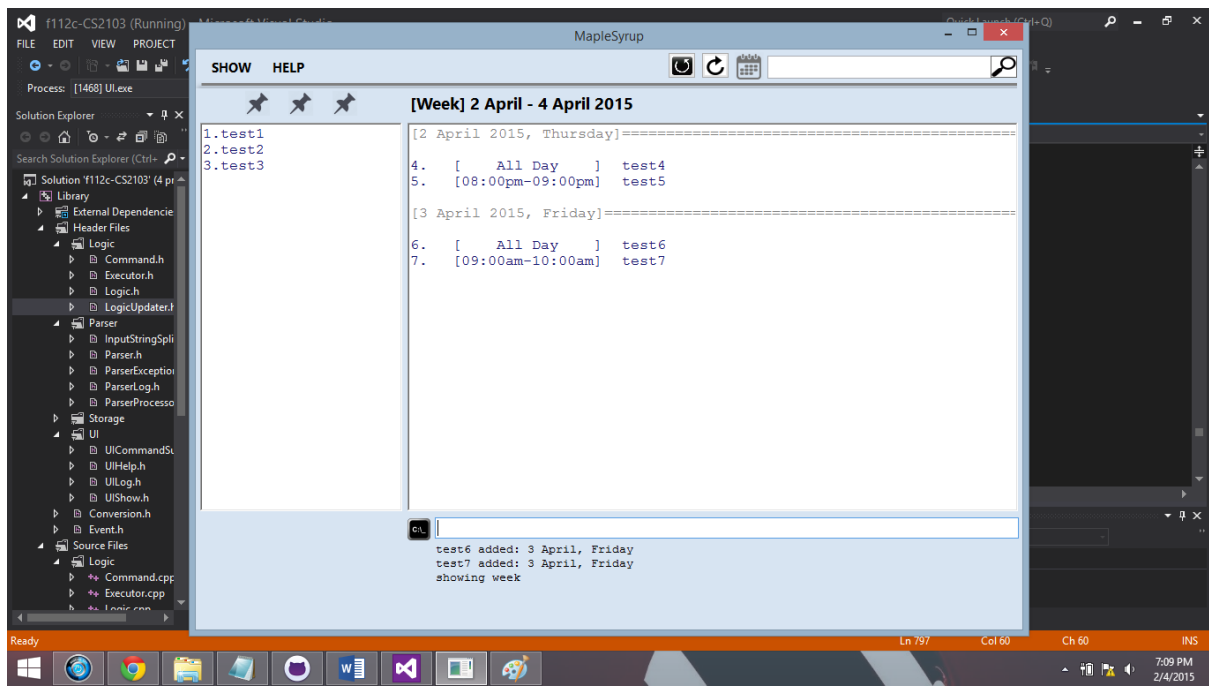 f112c-CS2103 (Running) - Microsoft Visual Studio
Quick Launch (Ctrl+Q)
FILE EDIT VIEW PROJECT
Process: [1468] UI.exe
Solution Explorer
Search Solution Explorer (Ctrl+
Solution 'f112c-CS2103' (4 pr
Library
External Dependencie
Header Files
Logic
Command.h
Executor.h
Logic.h
LogicUpdater.h
Parser
InputStringSpli
Parser.h
ParserException
ParserLog.h
ParserProcesso
Storage
UI
UICommandSu
UIHelp.h
UILog.h
UIShow.h
Conversion.h
Event.h
Source Files
Logic
Command.cpp
Executor.cpp
Logic.cpp
MapleSyrup
SHOW HELP
[Week] 2 April - 4 April 2015
1.test1
2.test2
3.test3
[2 April 2015, Thursday]=============================================
4. [ All Day ] test4
5. [08:00pm-09:00pm] test5
[3 April 2015, Friday]===============================================
6. [ All Day ] test6
7. [09:00am-10:00am] test7
C:\_
test6 added: 3 April, Friday
test7 added: 3 April, Friday
showing week
Ready
Ln 797 Col 60 Ch 60 INS
7:09 PM
2/4/2015